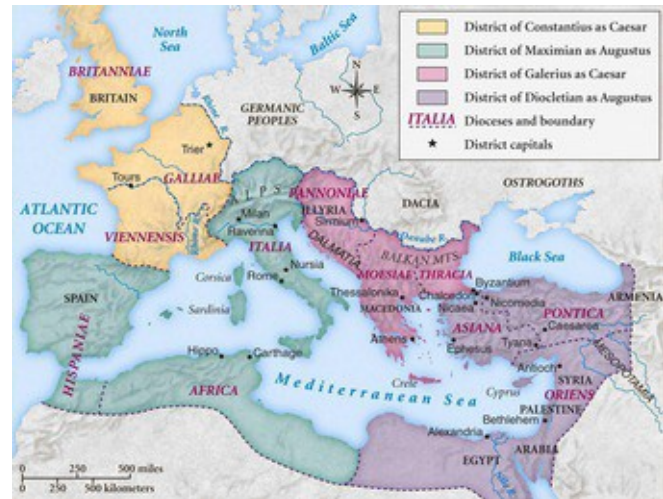 District of Constantius as Caesar
District of Maximian as Augustus
District of Galerius as Caesar
District of Diocletian as Augustus
ITALIA Dioceses and boundary
★ District capitals
North
Sea
Baltic Sea
N
W E
S
BRITANNIAE
BRITAIN
Rhine R.
GERMANIC
PEOPLES
Trier
Tours
GALLIAE
ATLANTIC
OCEAN
VIENNENSIS
ALPS
Milan
Ravenna
ITALIA
PANNONIAE
ILLYRIA
Sirmium
DACIA
OSTROGOTHS
Danube R.
DALMATIA
BALKAN MTS.
Black Sea
Corsica
Nursia
Rome
Sardinia
MOESIAE
THRACIA
Byzantium
Thessalonika
Chalcedon
Nicomedia
Nicaea
MACEDONIA
PONTICA
ARMENIA
Caesarea
ASIANA
Athens
Ephesus
Tyana
Antioch
MESOPOTAMIA
SPAIN
HISPANIAE
Hippo
Carthage
AFRICA
Mediterranean Sea
Crete
Cyprus
SYRIA
ORIENS
PALESTINE
Bethlehem
Alexandria
ARABIA
EGYPT
0 250 500 miles
0 250 500 kilometers